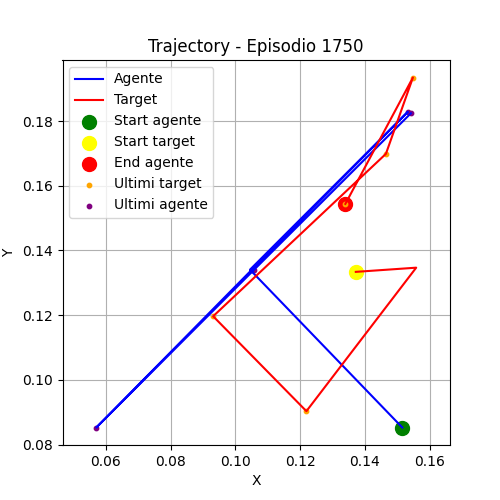 Trajectory - Episodio 1750
Agente
Target
Start agente
Start target
End agente
Ultimi target
Ultimi agente
Y
0.18
0.16
0.14
0.12
0.10
0.08
0.06
0.08
0.10
0.12
0.14
0.16
X